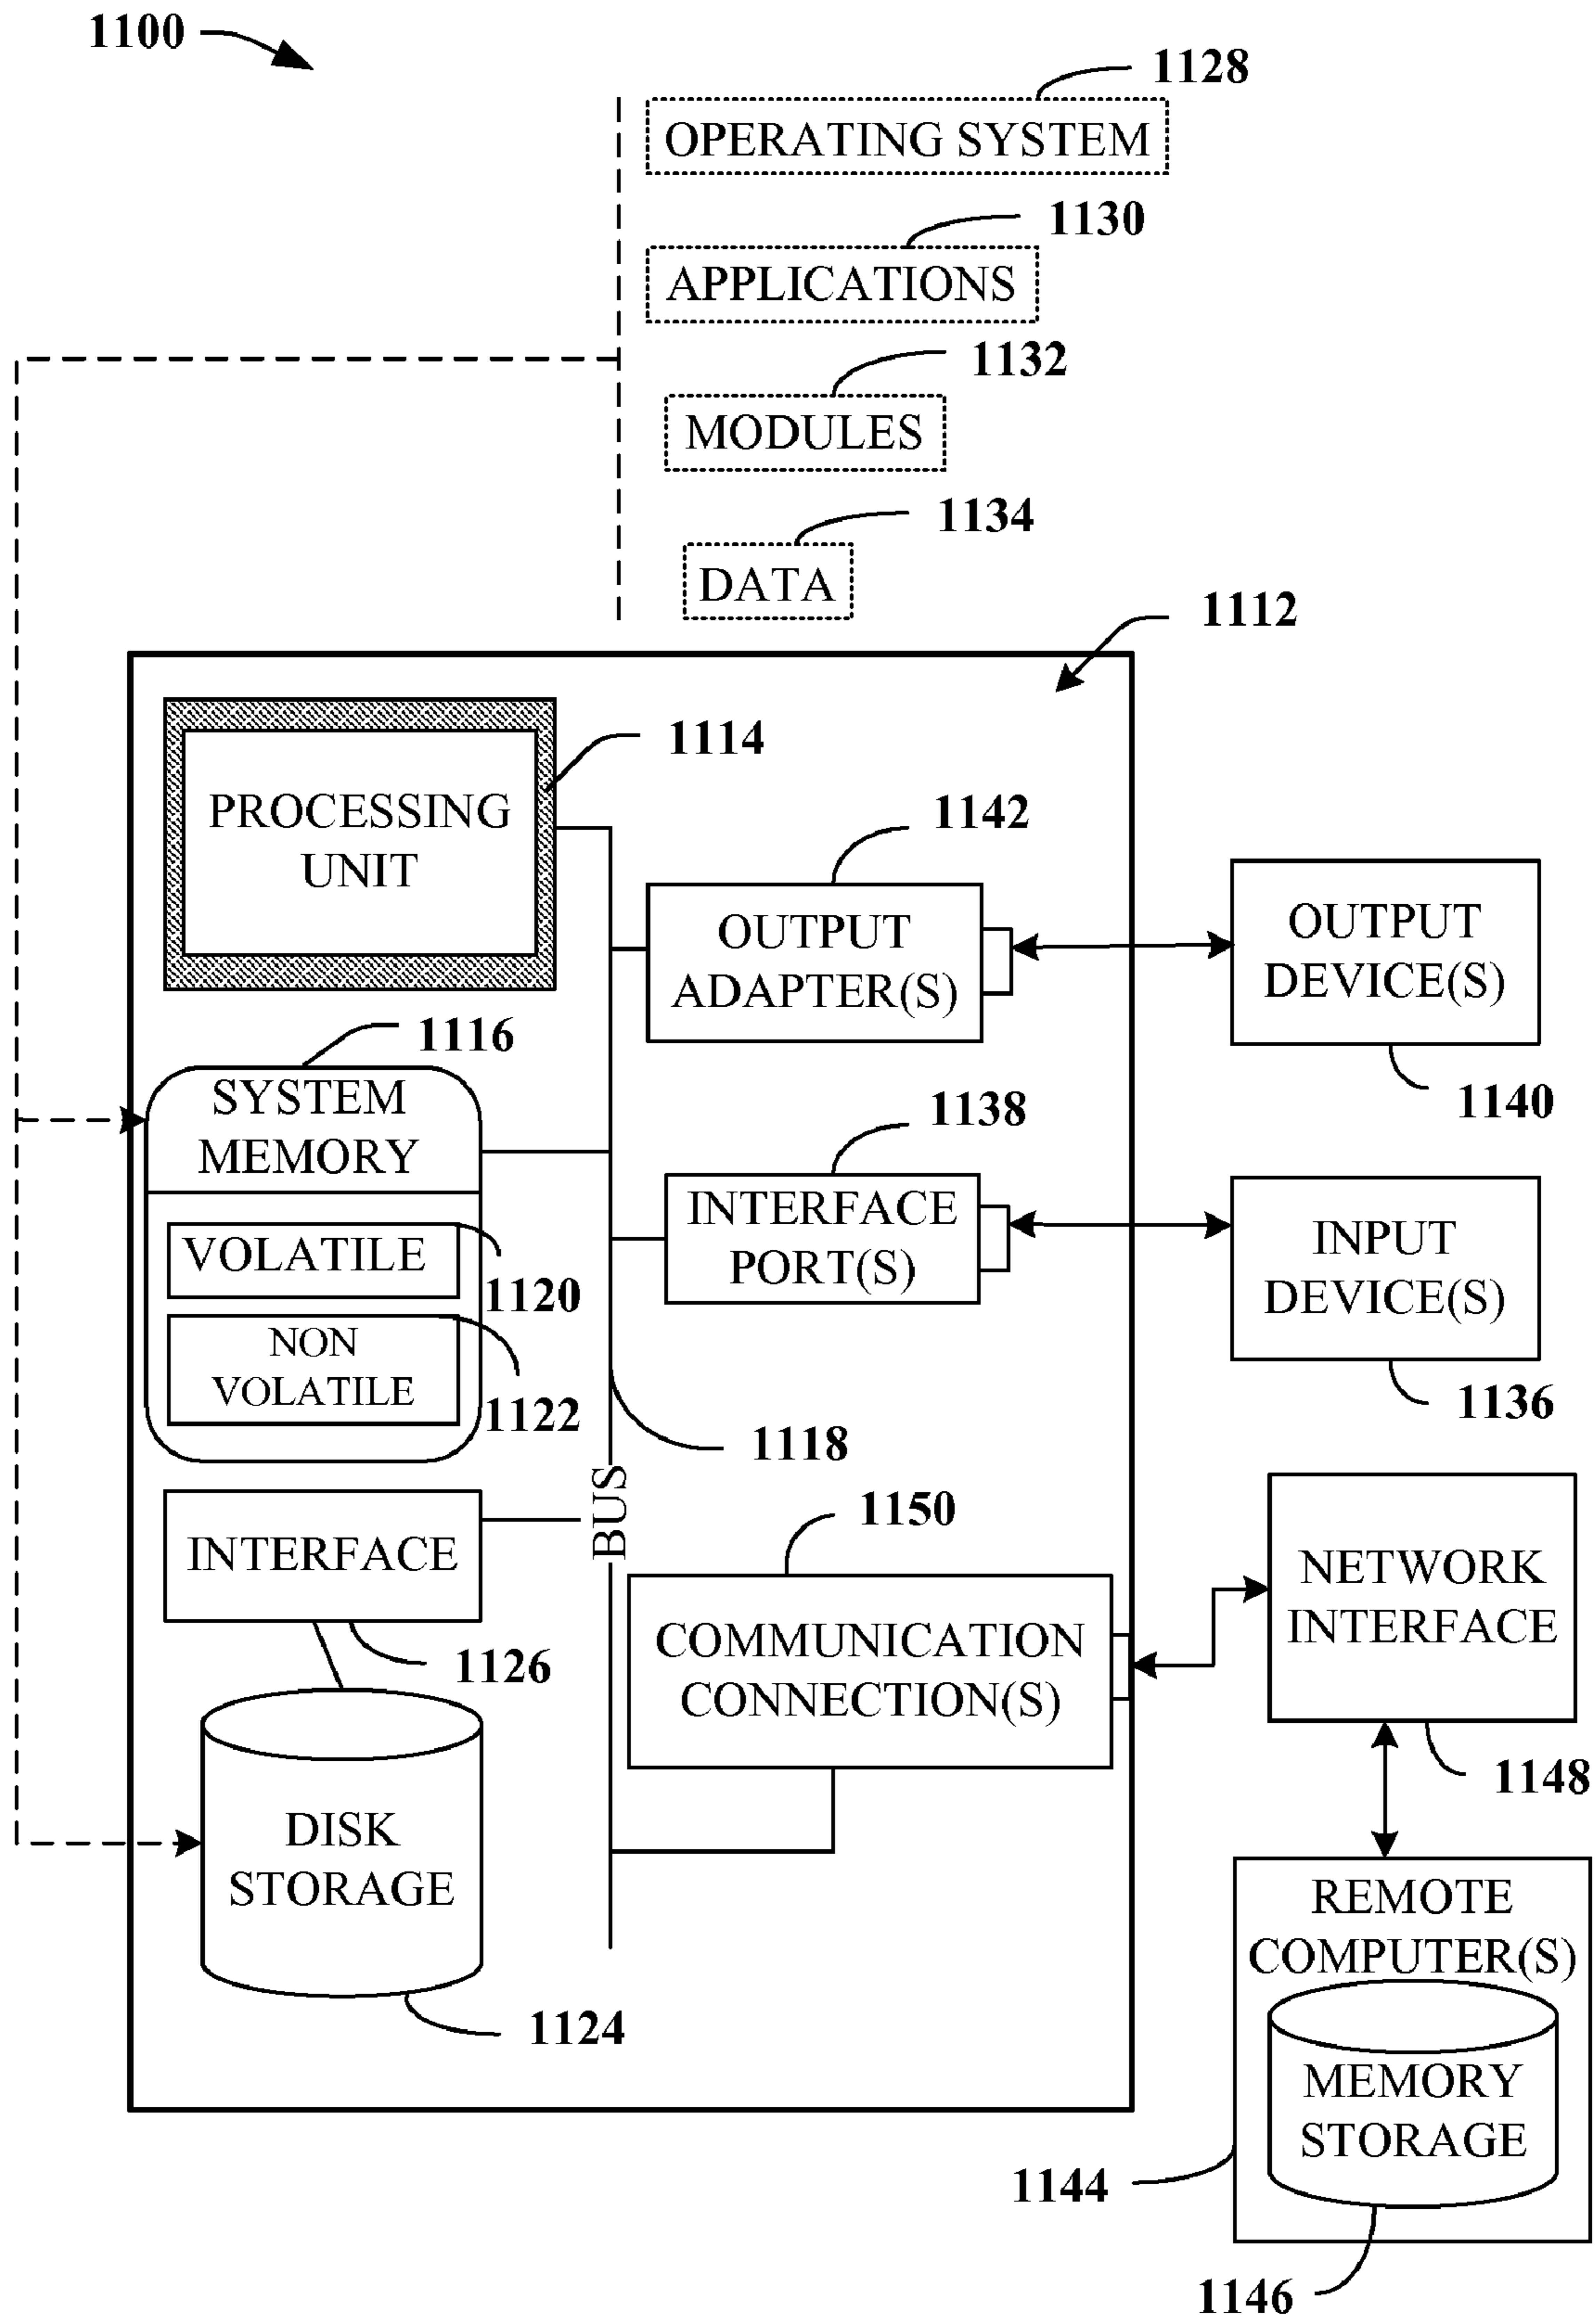 1100
1128
OPERATING SYSTEM
1130
APPLICATIONS
1132
MODULES
1134
DATA
1112
1114
PROCESSING
UNIT
1142
OUTPUT
ADAPTER(S)
OUTPUT
DEVICE(S)
1140
1116
SYSTEM
MEMORY
1138
INTERFACE
PORT(S)
INPUT
DEVICE(S)
1136
VOLATILE
1120
NON
VOLATILE
1122
1118
BUS
1150
INTERFACE
1126
COMMUNICATION
CONNECTION(S)
NETWORK
INTERFACE
1148
DISK
STORAGE
1124
REMOTE
COMPUTER(S)
MEMORY
STORAGE
1144
1146